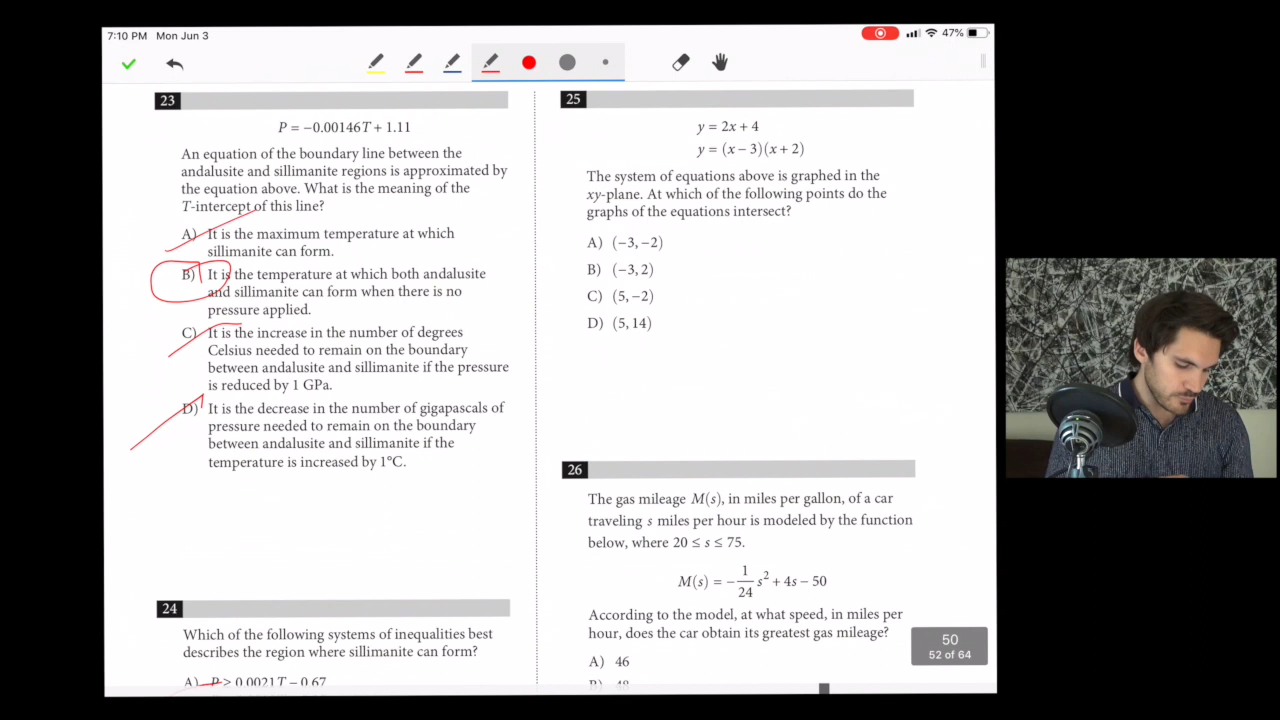 7:10 PM Mon Jun 3
47%
23
P = −0.00146T + 1.11
An equation of the boundary line between the
andalusite and sillimanite regions is approximated by
the equation above. What is the meaning of the
T-intercept of this line?
A) It is the maximum temperature at which
sillimanite can form.
B) It is the temperature at which both andalusite
and sillimanite can form when there is no
pressure applied.
C) It is the increase in the number of degrees
Celsius needed to remain on the boundary
between andalusite and sillimanite if the pressure
is reduced by 1 GPa.
D) It is the decrease in the number of gigapascals of
pressure needed to remain on the boundary
between andalusite and sillimanite if the
temperature is increased by 1°C.
24
Which of the following systems of inequalities best
describes the region where sillimanite can form?
A) P ≥ 0.0021T − 0.67
25
y = 2x + 4
y = (x − 3)(x + 2)
The system of equations above is graphed in the
xy-plane. At which of the following points do the
graphs of the equations intersect?
A) (−3, −2)
B) (−3, 2)
C) (5, −2)
D) (5, 14)
26
The gas mileage M(s), in miles per gallon, of a car
traveling s miles per hour is modeled by the function
below, where 20 ≤ s ≤ 75.
M(s) = −1/24 s² + 4s − 50
According to the model, at what speed, in miles per
hour, does the car obtain its greatest gas mileage?
A) 46
B) 48
50
52 of 64